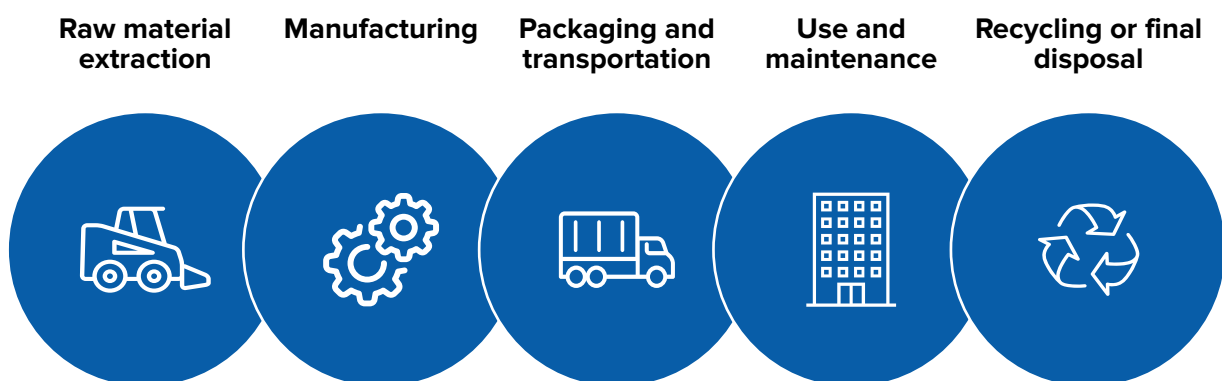 Raw material
extraction
Manufacturing
Packaging and
transportation
Use and
maintenance
Recycling or final
disposal